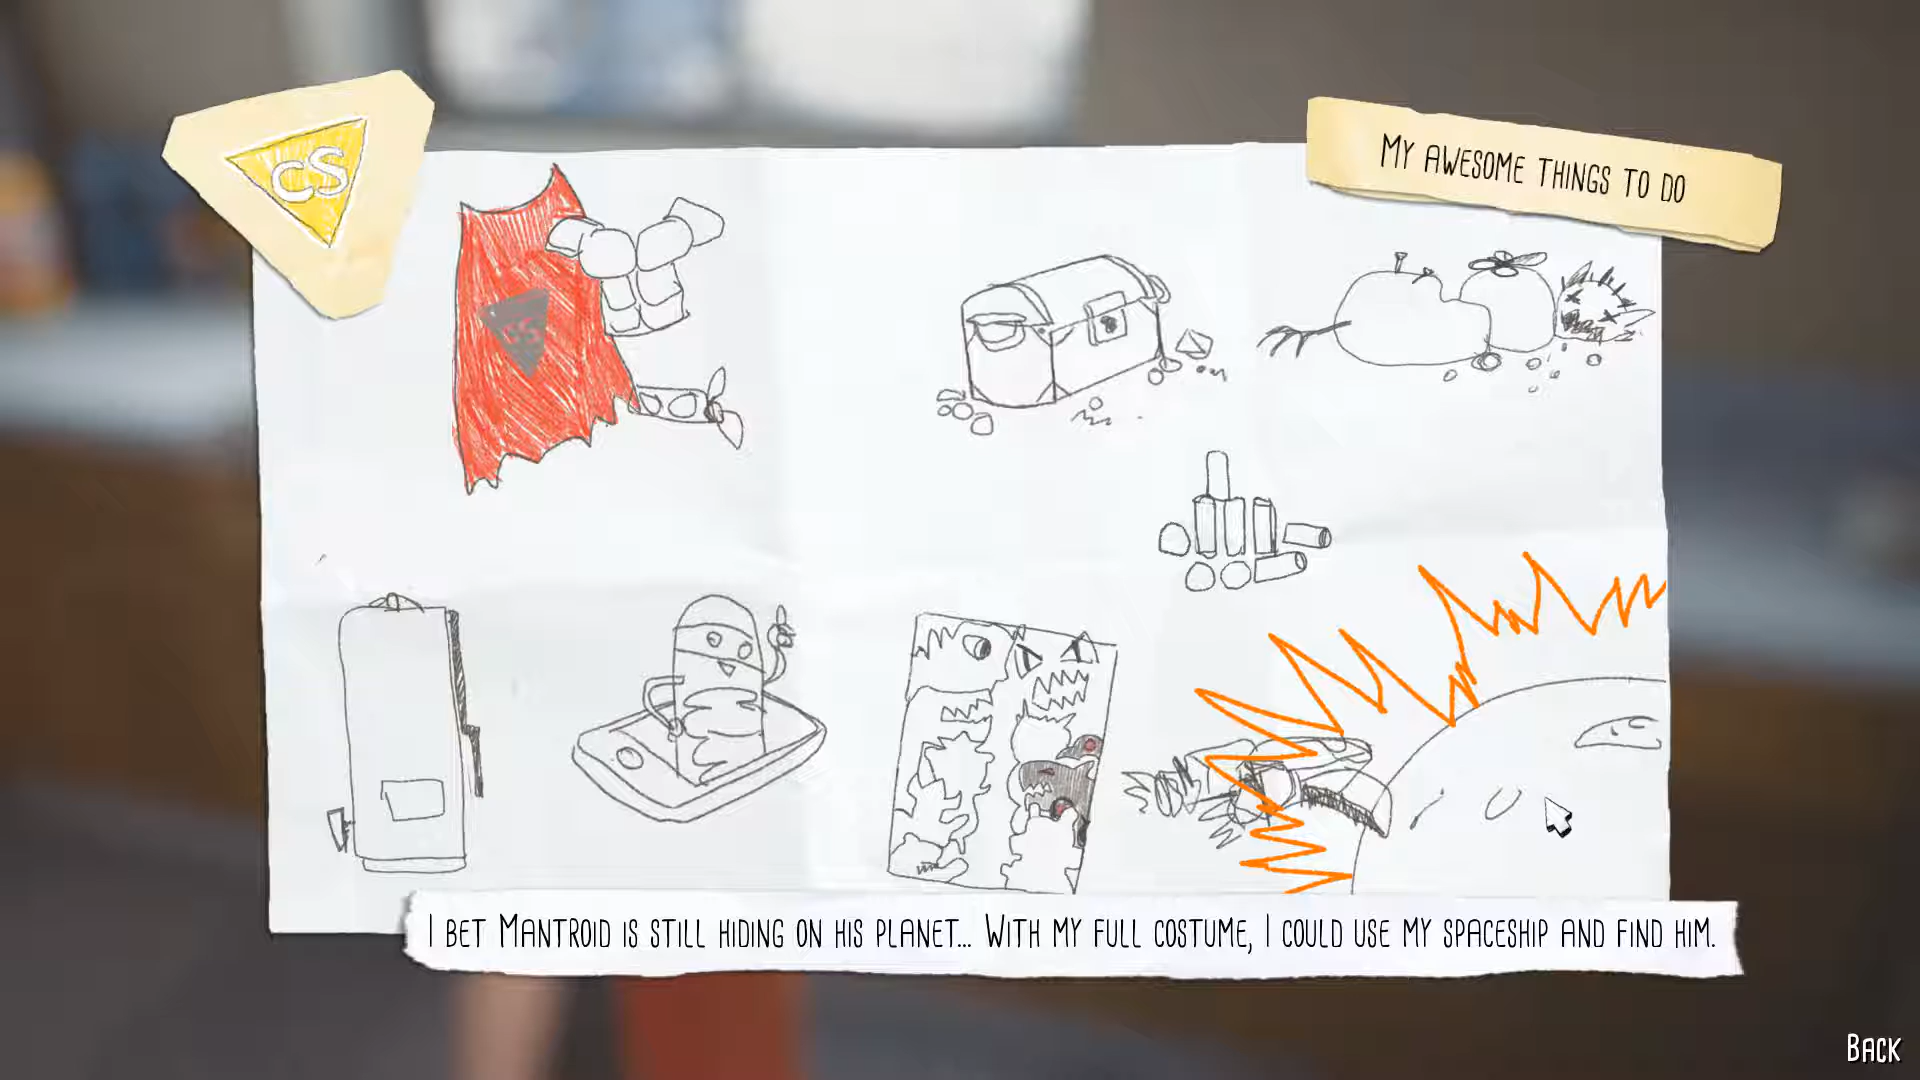 CS
MY AWESOME THINGS TO DO
CS
I BET MANTROID IS STILL HIDING ON HIS PLANET... WITH MY FULL COSTUME, I COULD USE MY SPACESHIP AND FIND HIM.
BACK